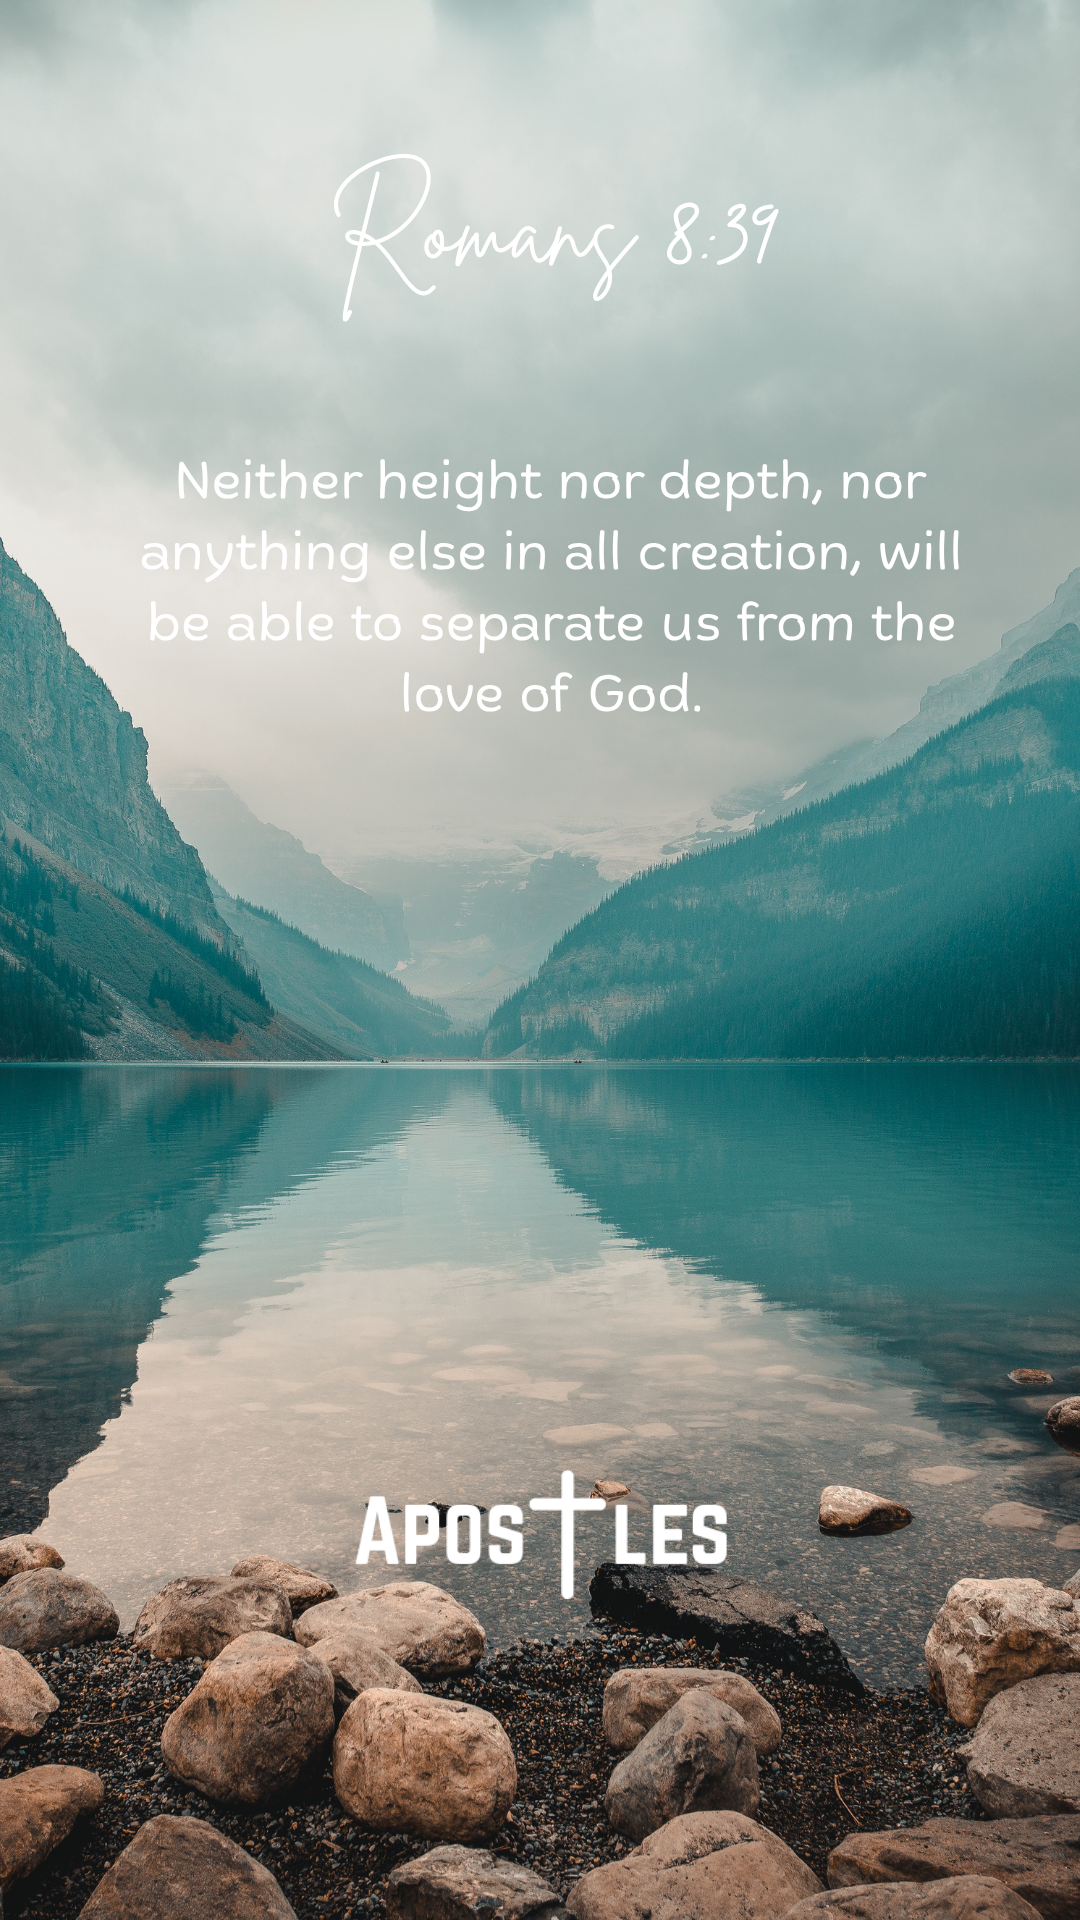 Romans 8:39
Neither height nor depth, nor
anything else in all creation, will
be able to separate us from the
love of God.
APOSTLES